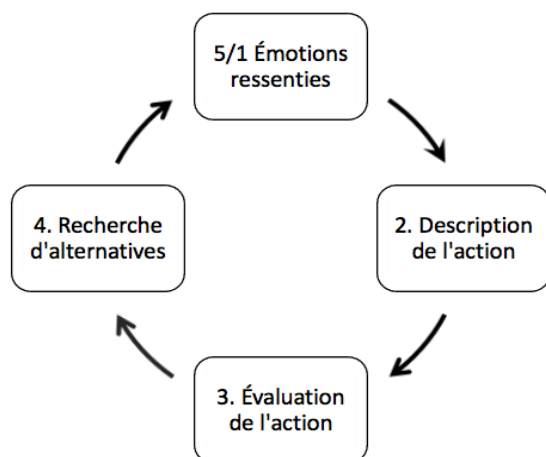 5/1 Émotions
ressenties
2. Description
de l'action
3. Évaluation
de l'action
4. Recherche
d'alternatives